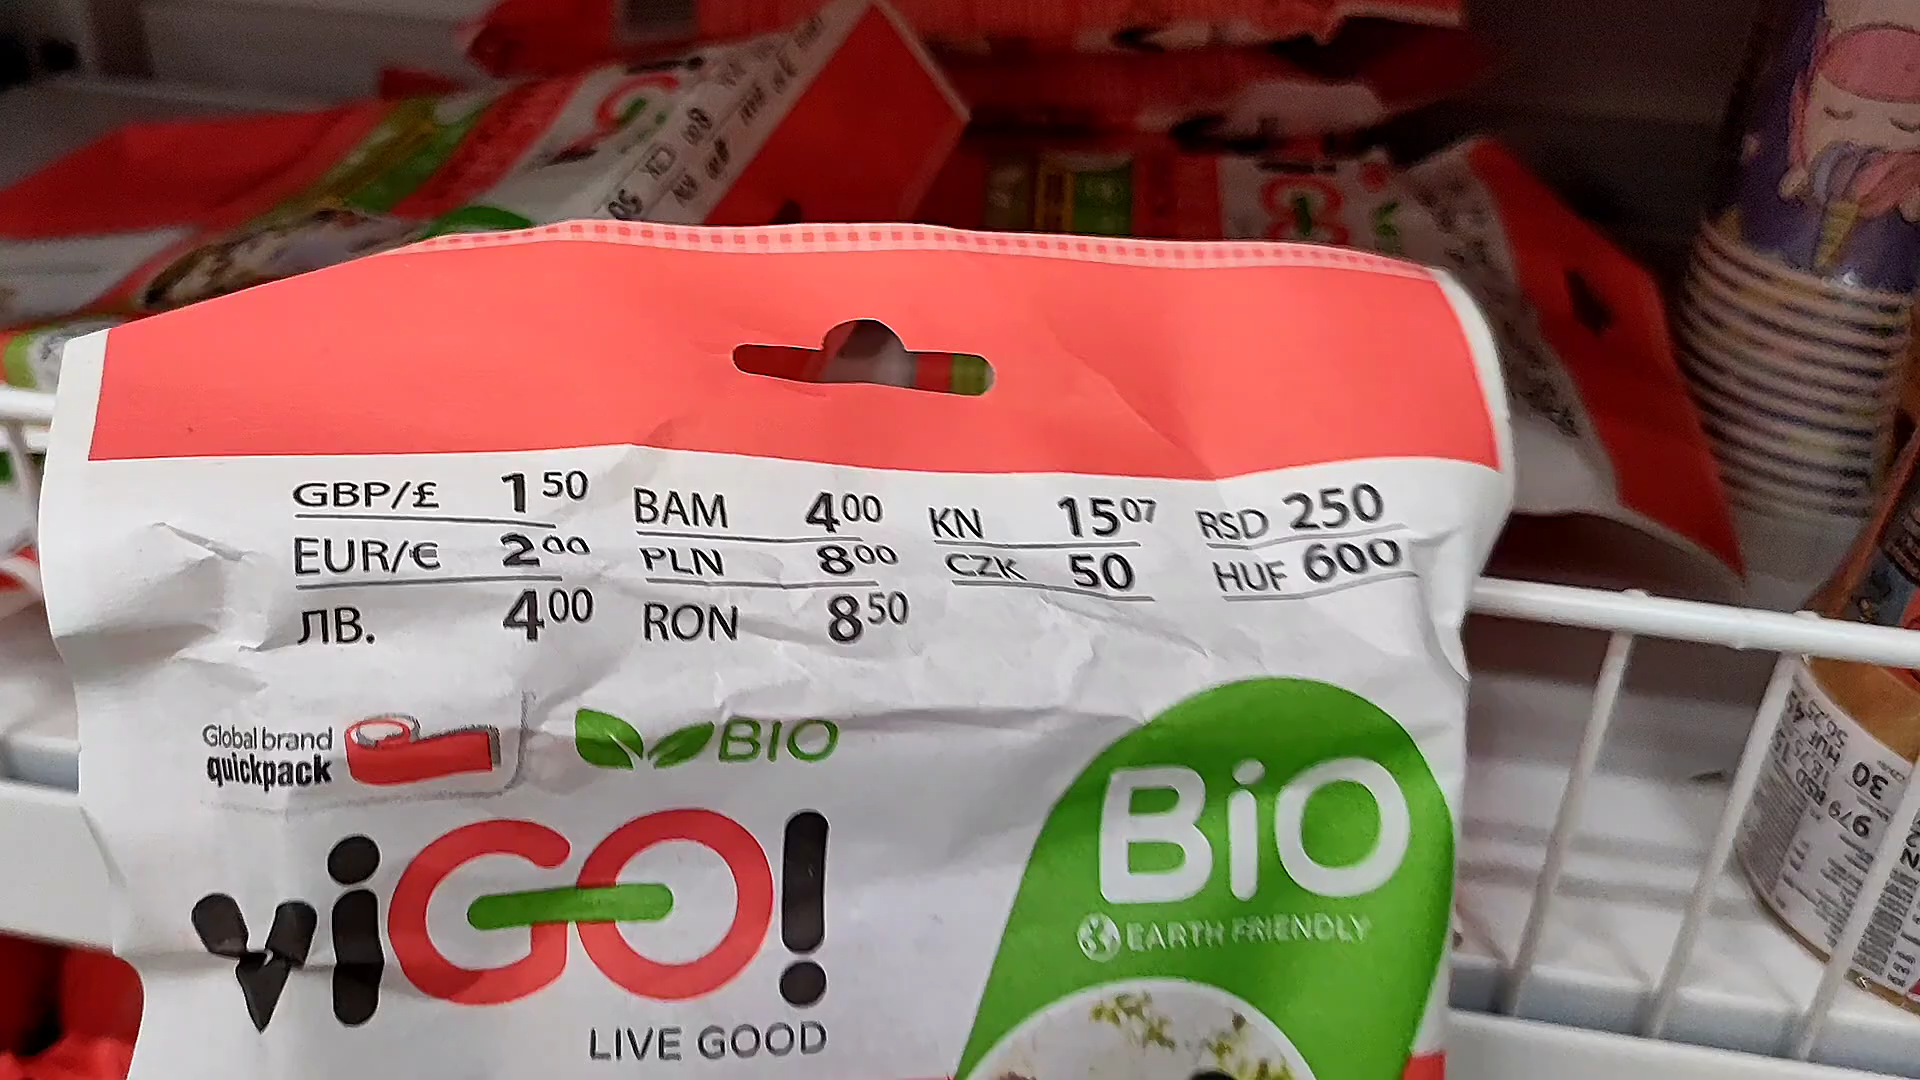 GBP/£ 1 50 BAM 4 00 KN 15 07 RSD 250
EUR/€ 2 00 PLN 8 00 CZK 50 HUF 600
ЛВ. 4 00 RON 8 50
Global brand
quickpack
BIO
viGO!
LIVE GOOD
BiO
EARTH FRIENDLY